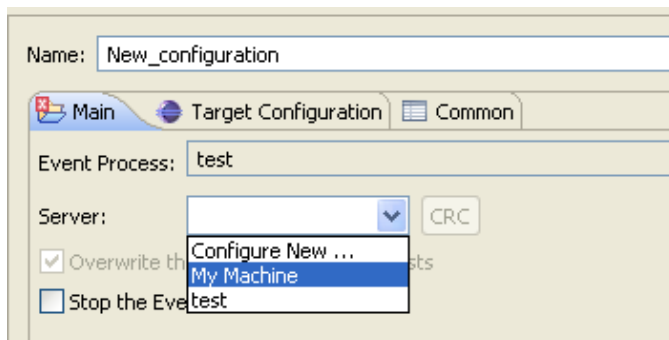 Name: New_configuration
Main Target Configuration Common
Event Process: test
Server: CRC
Configure New ...
Overwrite th sts
My Machine
Stop the Eve
test